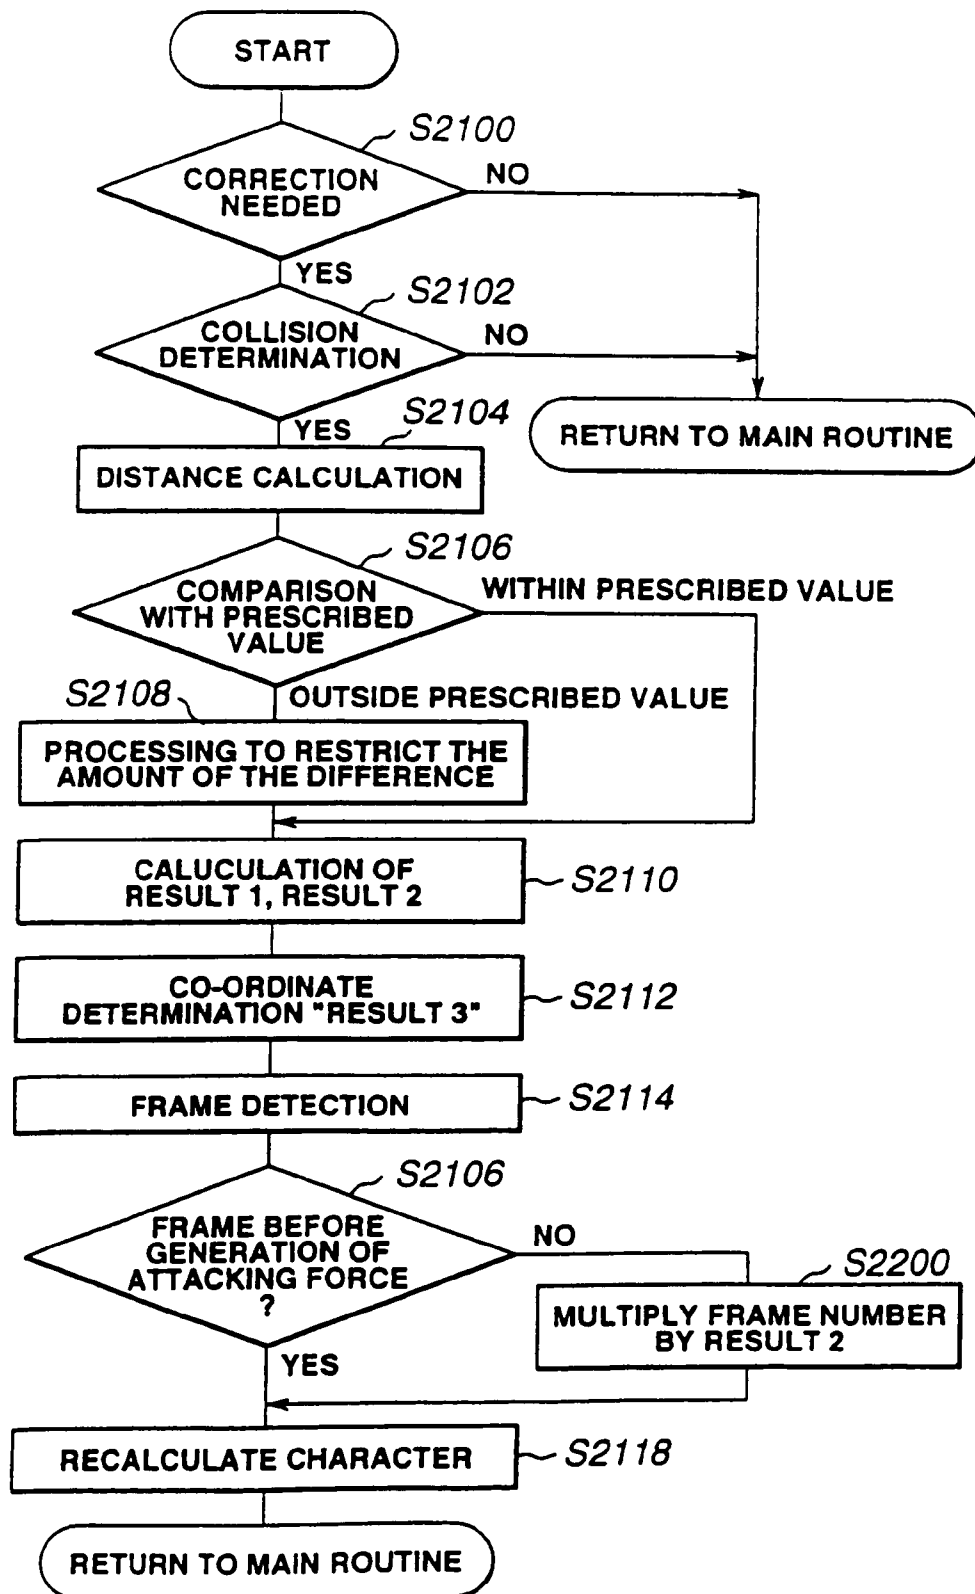 START
S2100
CORRECTION
NEEDED
NO
YES
S2102
COLLISION
DETERMINATION
NO
YES
S2104
RETURN TO MAIN ROUTINE
DISTANCE CALCULATION
S2106
COMPARISON
WITH PRESCRIBED
VALUE
WITHIN PRESCRIBED VALUE
OUTSIDE PRESCRIBED VALUE
S2108
PROCESSING TO RESTRICT THE
AMOUNT OF THE DIFFERENCE
CALUCULATION OF
RESULT 1, RESULT 2
S2110
CO-ORDINATE
DETERMINATION "RESULT 3"
S2112
FRAME DETECTION
S2114
S2106
FRAME BEFORE
GENERATION OF
ATTACKING FORCE
?
NO
YES
S2200
MULTIPLY FRAME NUMBER
BY RESULT 2
RECALCULATE CHARACTER
S2118
RETURN TO MAIN ROUTINE